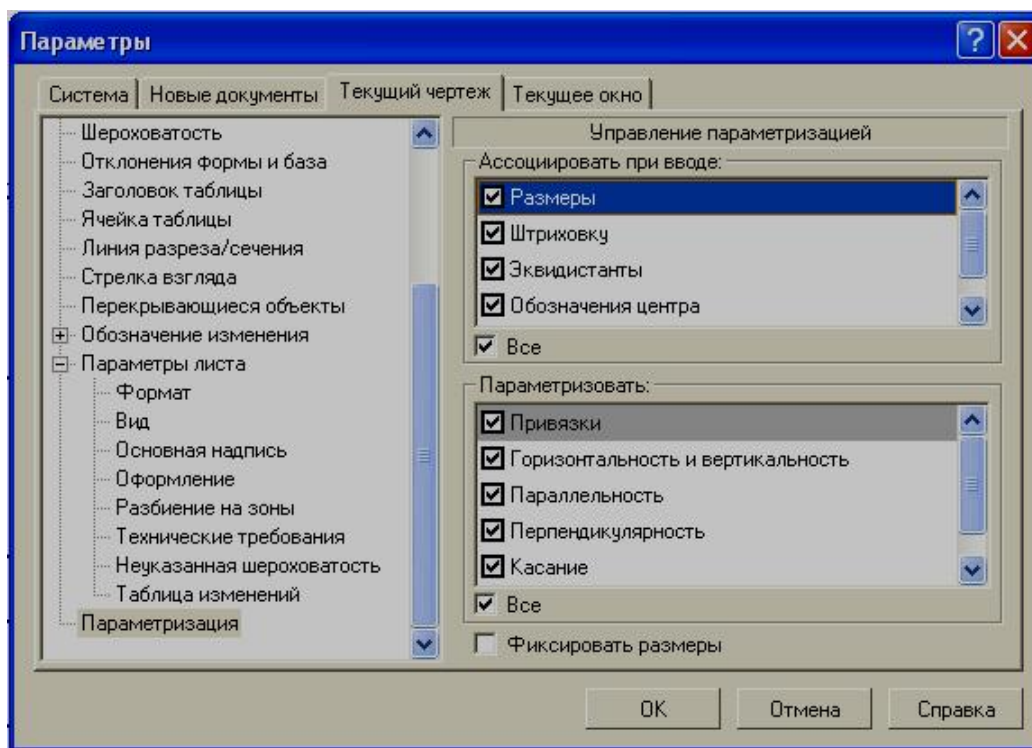 Параметры
Система Новые документы Текущий чертеж Текущее окно
Шероховатость
Отклонения формы и база
Заголовок таблицы
Ячейка таблицы
Линия разреза/сечения
Стрелка взгляда
Перекрывающиеся объекты
Обозначение изменения
Параметры листа
Формат
Вид
Основная надпись
Оформление
Разбиение на зоны
Технические требования
Неуказанная шероховатость
Таблица изменений
Параметризация
Управление параметризацией
Ассоциировать при вводе:
Размеры
Штриховку
Эквидистанты
Обозначения центра
Все
Параметризовать:
Привязки
Горизонтальность и вертикальность
Параллельность
Перпендикулярность
Касание
Все
Фиксировать размеры
OK Отмена Справка